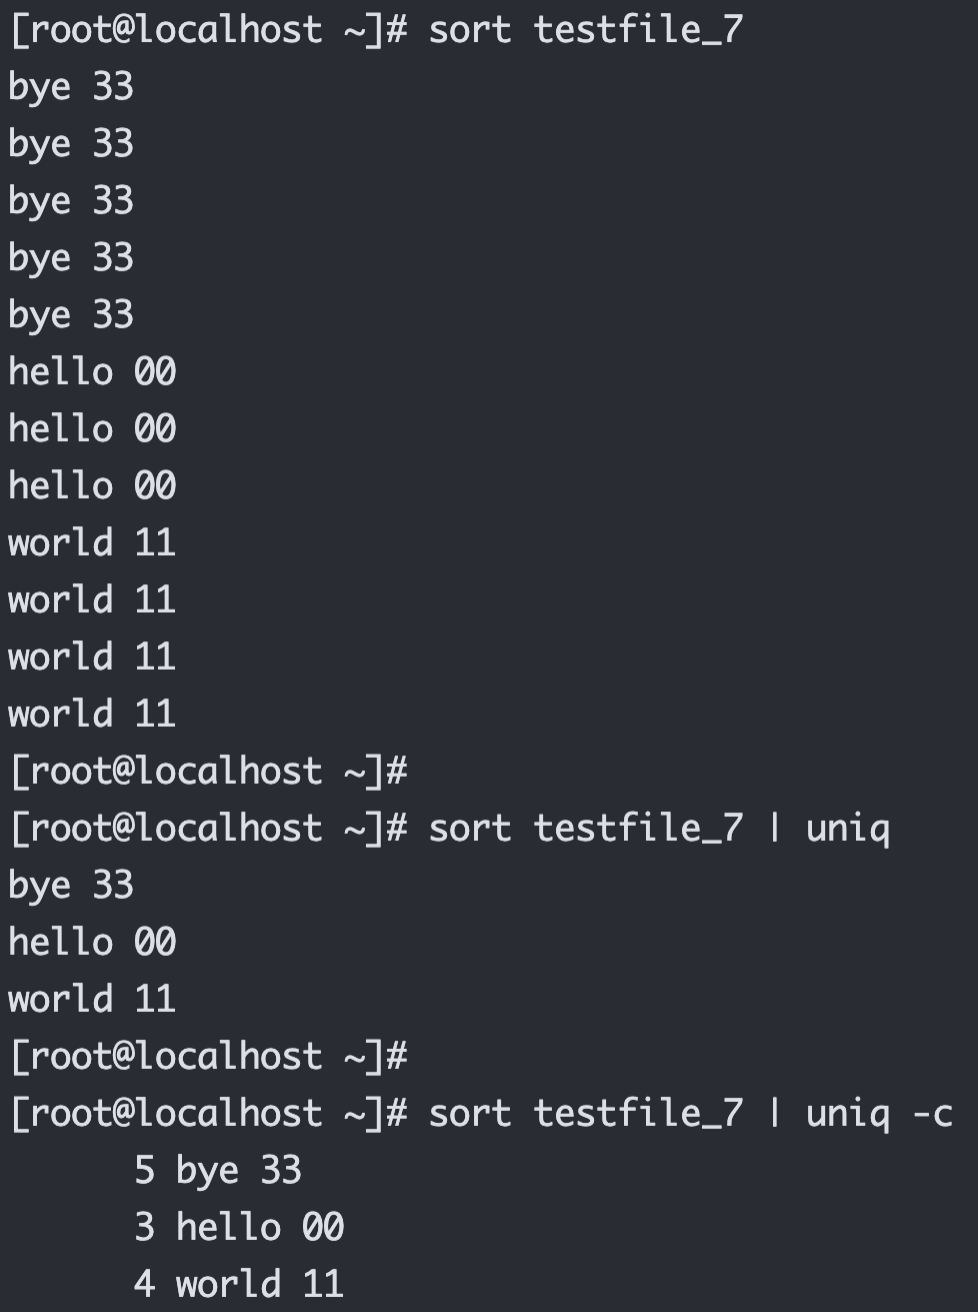 [root@localhost ~]# sort testfile_7
bye 33
bye 33
bye 33
bye 33
bye 33
hello 00
hello 00
hello 00
world 11
world 11
world 11
world 11
[root@localhost ~]#
[root@localhost ~]# sort testfile_7 | uniq
bye 33
hello 00
world 11
[root@localhost ~]#
[root@localhost ~]# sort testfile_7 | uniq -c
      5 bye 33
      3 hello 00
      4 world 11